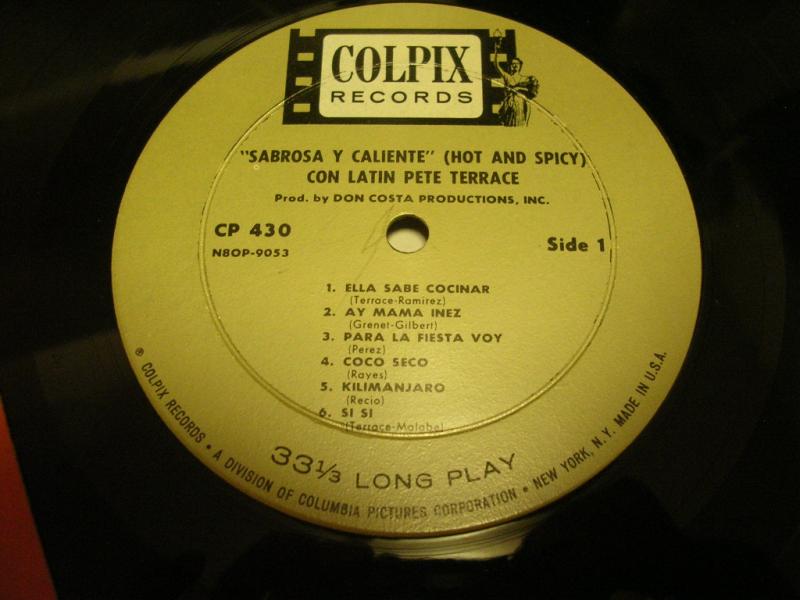 COLPIX
RECORDS
"SABROSA Y CALIENTE" (HOT AND SPICY)
CON LATIN PETE TERRACE
Prod. by DON COSTA PRODUCTIONS, INC.
CP 430
N8OP-9053
Side 1
1. ELLA SABE COCINAR
(Terrace-Ramirez)
2. AY MAMA INEZ
(Grenet-Gilbert)
3. PARA LA FIESTA VOY
(Perez)
4. COCO SECO
(Rayes)
5. KILIMANJARO
(Recio)
6. SI SI
(Terrace-Malabe)
33⅓ LONG PLAY
® COLPIX RECORDS • A DIVISION OF COLUMBIA PICTURES CORPORATION • NEW YORK, N.Y. MADE IN U.S.A.